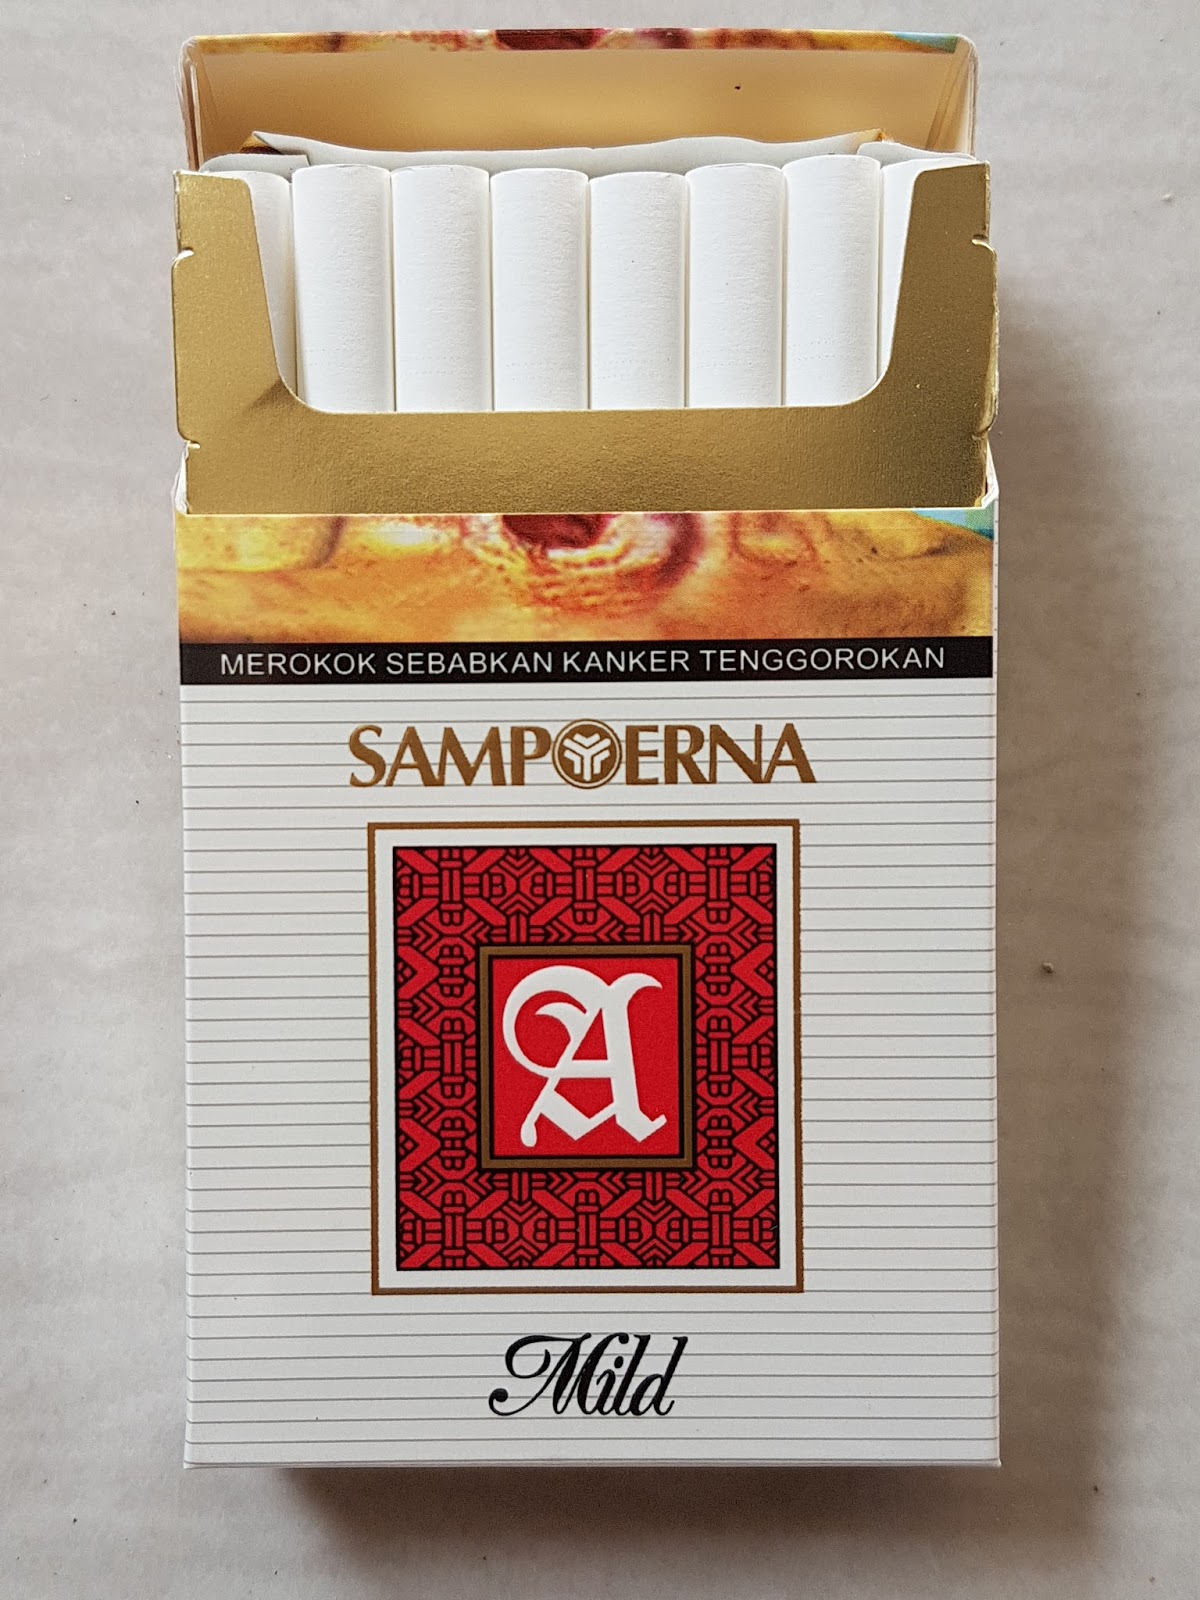 MEROKOK SEBABKAN KANKER TENGGOROKAN
SAMPOERNA
A
Mild